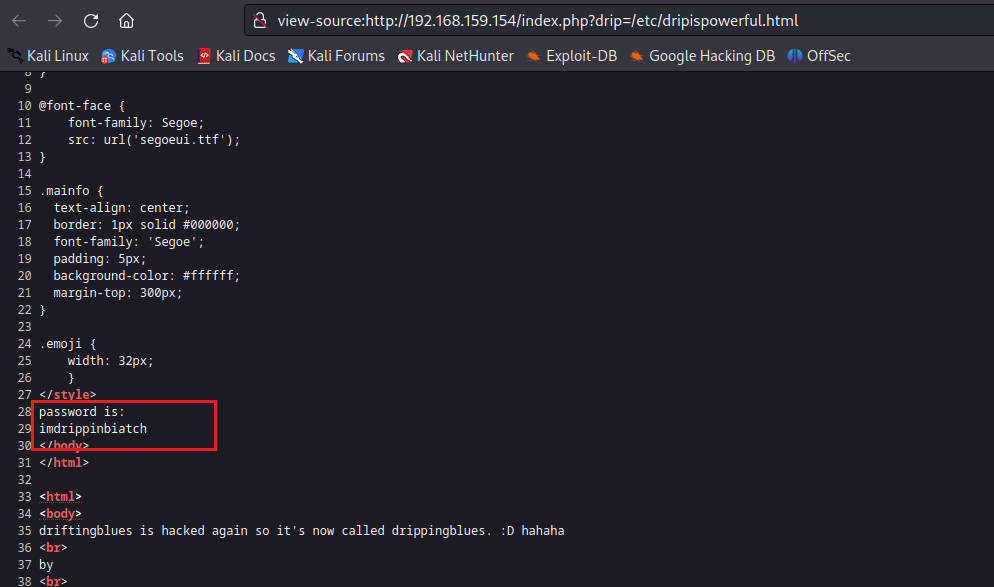 view-source:http://192.168.159.154/index.php?drip=/etc/dripispowerful.html
Kali Linux Kali Tools Kali Docs Kali Forums Kali NetHunter Exploit-DB Google Hacking DB OffSec
8 }
9
10 @font-face {
11 font-family: Segoe;
12 src: url('segoeui.ttf');
13 }
14
15 .mainfo {
16 text-align: center;
17 border: 1px solid #000000;
18 font-family: 'Segoe';
19 padding: 5px;
20 background-color: #ffffff;
21 margin-top: 300px;
22 }
23
24 .emoji {
25 width: 32px;
26 }
27 </style>
28 password is:
29 imdrippinbiatch
30 </body>
31 </html>
32
33 <html>
34 <body>
35 driftingblues is hacked again so it's now called drippingblues. :D hahaha
36 <br>
37 by
38 <br>